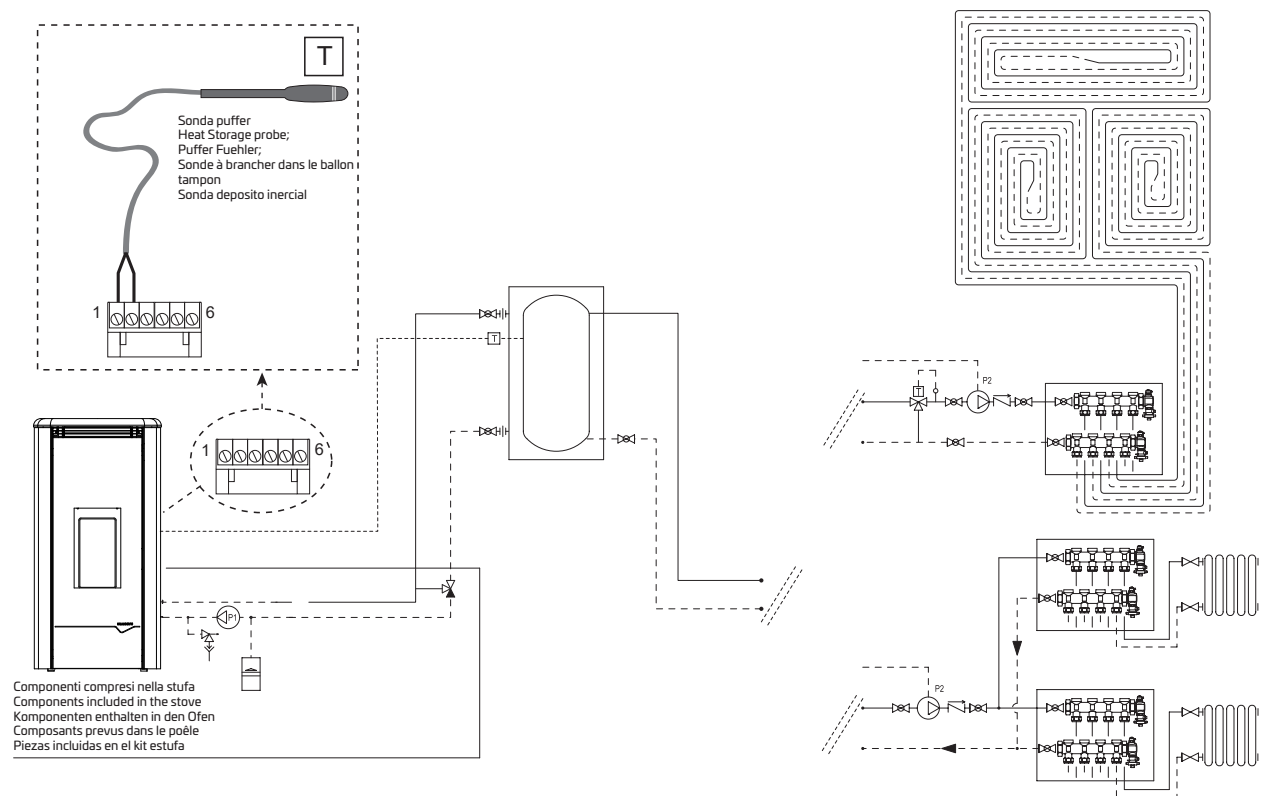 T
Sonda puffer
Heat Storage probe;
Puffer Fuehler;
Sonde à brancher dans le ballon
tampon
Sonda deposito inercial
1 6
1 6
T
P1
T
P2
P2
Componenti compresi nella stufa
Components included in the stove
Komponenten enthalten in den Ofen
Composants prevus dans le poêle
Piezas incluidas en el kit estufa